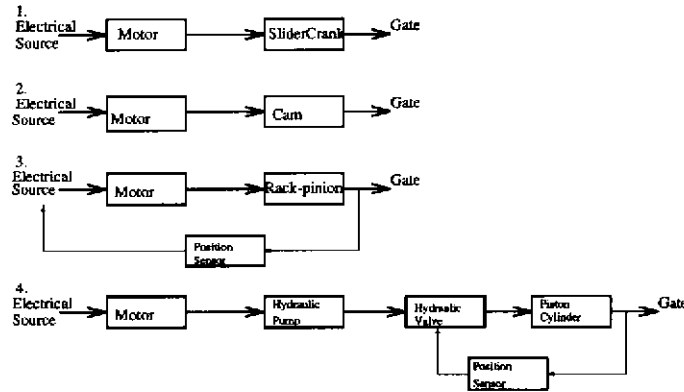 1.
Electrical
Source
Motor
SliderCrank
Gate
2.
Electrical
Source
Motor
Cam
Gate
3.
Electrical
Source
Motor
Rack-pinion
Gate
Position
Sensor
4.
Electrical
Source
Motor
Hydraulic
Pump
Hydraulic
Valve
Piston
Cylinder
Gate
Position
Sensor